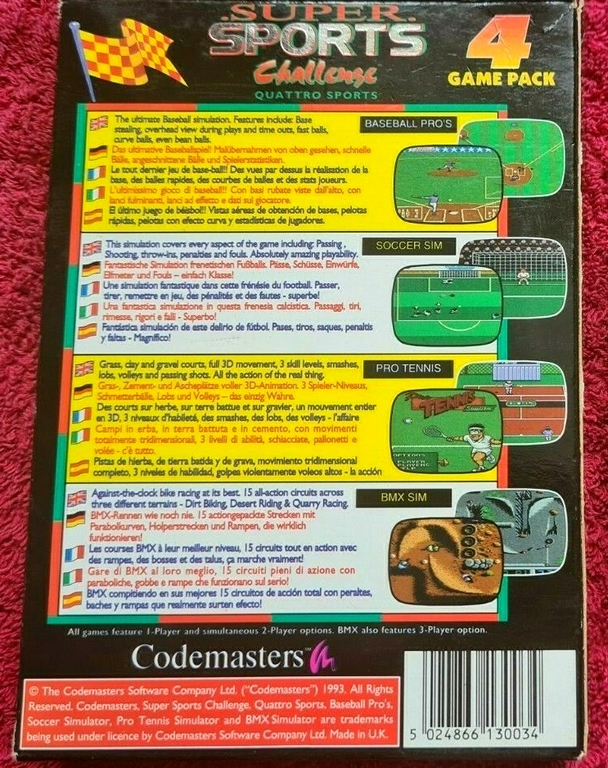 SUPER
SPORTS
Challenge
QUATTRO SPORTS
4
GAME PACK
The ultimate Baseball simulation. Features include: Base
stealing, overhead view during plays and time outs, fast balls,
curve balls, even bean balls.
Das ultimative Baseballspiel! Malübernahmen von oben gesehen, schnelle
Bälle, angeschnittene Bälle und Spielerstatistiken.
Le tout dernier jeu de base-ball!! Des vues par dessus la réalisation de la
base, des balles rapides, des courbes de balles et des stats joueurs.
L'ultimissimo gioco di baseball!! Con basi rubate viste dall'alto, con
lanci fulminanti, lanci ad effetto e dati sul giocatore.
El último juego de béisbol!! Vistas aéreas de obtención de bases, pelotas
rápidas, pelotas con efecto curva y estadísticas de jugadores.
BASEBALL PRO'S
This simulation covers every aspect of the game including: Passing ,
Shooting, throw-ins, penalties and fouls. Absolutely amazing playability.
Fantastische Simulation frenetischen Fußballs. Pässe, Schüsse, Einwürfe,
Elfmeter und Fouls – einfach Klasse!
Une simulation fantastique dans cette frénésie du football. Passer,
tirer, remettre en jeu, des pénalités et des fautes - superbe!
Una fantastica simulazione in questa frenesia calcistica. Passaggi, tiri,
rimesse, rigori e falli - Superbo!
Fantástica simulación de este delirio de fútbol. Pases, tiros, saques, penaltis
y faltas - Magnífico!
SOCCER SIM
Grass, clay and gravel courts, full 3D movement, 3 skill levels, smashes,
lobs, volleys and passing shots. All the action of the real thing.
Gras-, Zement- und Ascheplätze voller 3D-Animation. 3 Spieler-Niveaus,
Schmetterbälle, Lobs und Volleys – das einzig Wahre.
Des courts sur herbe, sur terre battue et sur gravier, un mouvement entier
en 3D, 3 niveaux d'habileté, des smashes, des lobs, des volleys - l'affaire
Campi in erba, in terra battuta e in cemento, con movimenti
totalmente tridimensionali, 3 livelli di abilità, schiacciate, pallonetti e
volée - c'è tutto.
Pistas de hierba, de tierra batida y de grava, movimiento tridimensional
completo, 3 niveles de habilidad, golpea violentamente voleos altos - la acción
PRO TENNIS
TENNIS
Against-the-clock bike racing at its best. 15 all-action circuits across
three different terrains - Dirt Biking, Desert Riding & Quarry Racing.
BMX-Rennen wie noch nie. 15 actiongepackte Strecken mit
Parabolkurven, Holperstrecken und Rampen, die wirklich
funktionieren!
Les courses BMX à leur meilleur niveau, 15 circuits tout en action avec
des rampes, des bosses et des talus, ça marche vraiment!
Gare di BMX al loro meglio, 15 circuiti pieni di azione con
paraboliche, gobbe e rampe che funzionano sul serio!
BMX compitiendo en sus mejores 15 circuitos de acción total con peraltes,
baches y rampas que realmente surten efecto!
BMX SIM
All games feature 1-Player and simultaneous 2-Player options. BMX also features 3-Player option.
Codemasters™
© The Codemasters Software Company Ltd. ("Codemasters") 1993. All Rights
Reserved. Codemasters, Super Sports Challenge, Quattro Sports, Baseball Pro's,
Soccer Simulator, Pro Tennis Simulator and BMX Simulator are trademarks
being used under licence by Codemasters Software Company Ltd. Made in U.K.
5 024866 130034